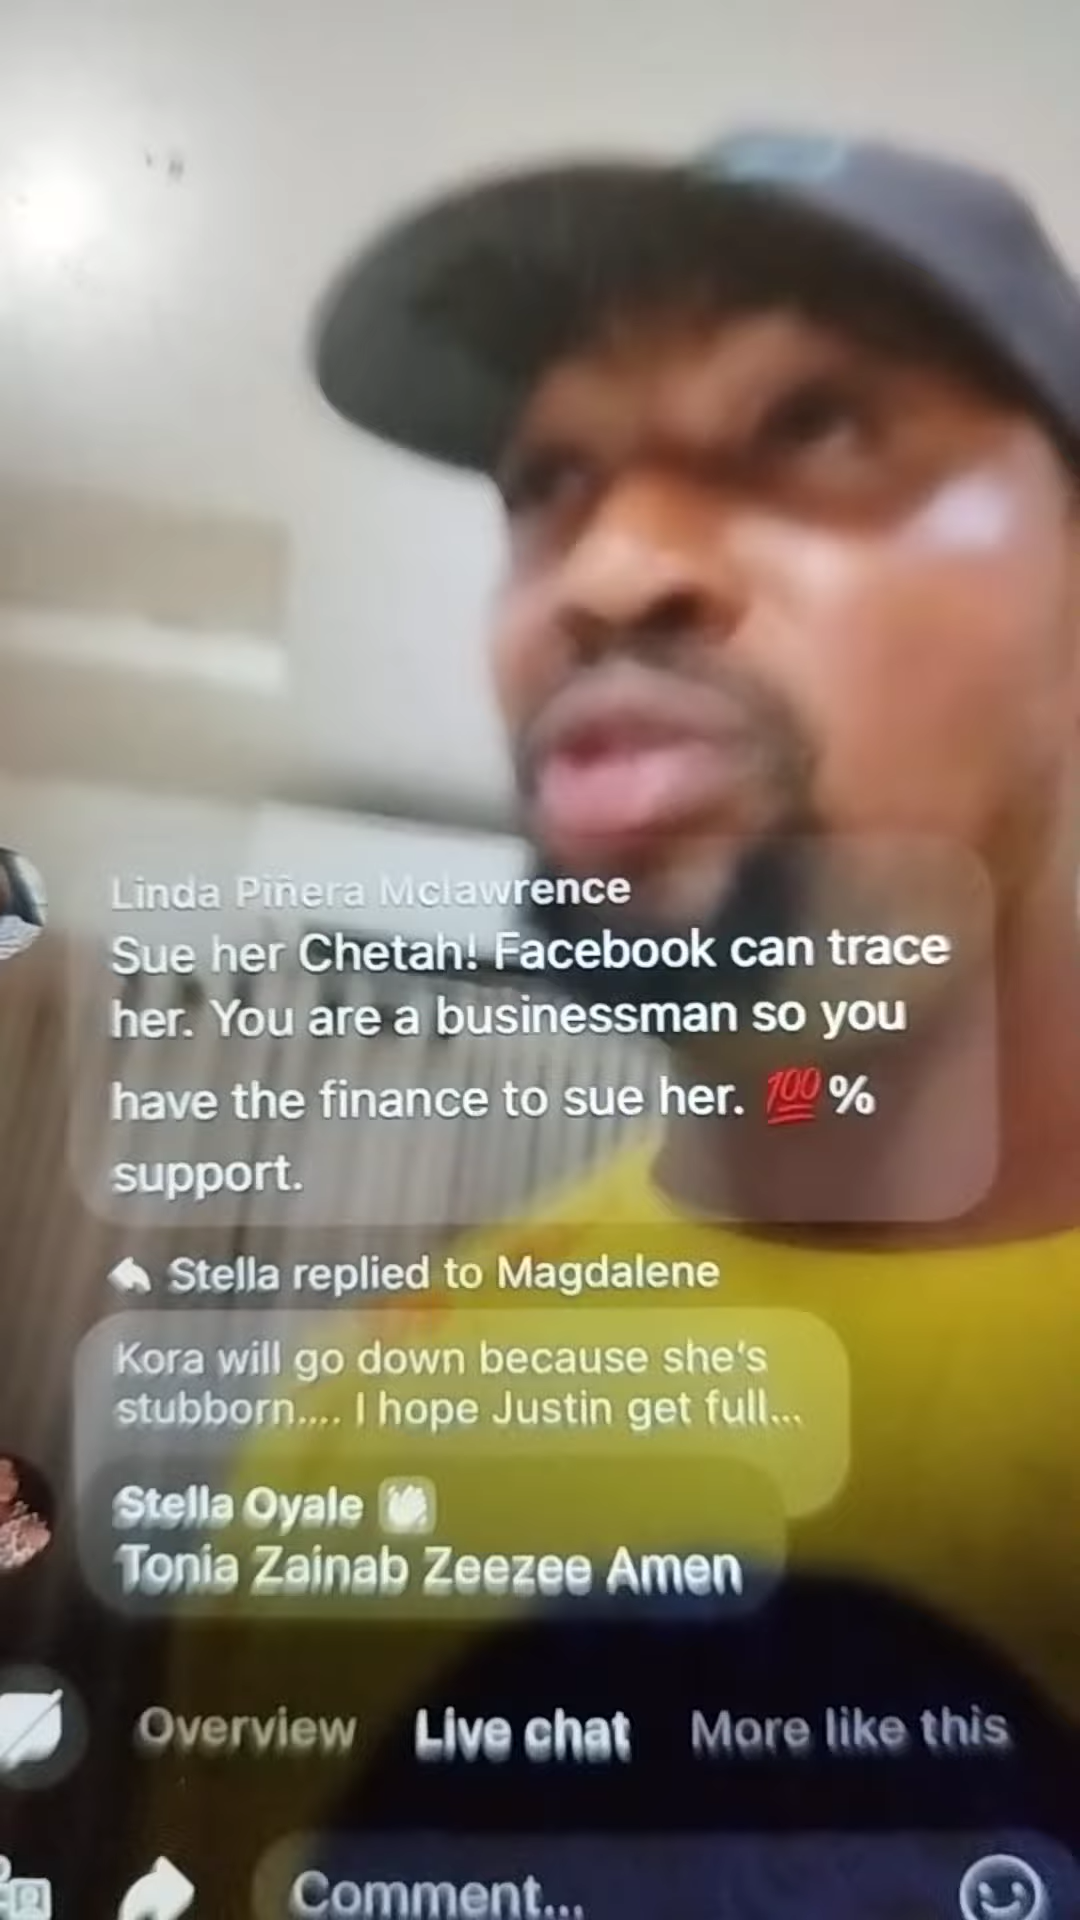 Linda Piñera Mclawrence
Sue her Chetah! Facebook can trace
her. You are a businessman so you
have the finance to sue her. 💯%
support.
Stella replied to Magdalene
Kora will go down because she's
stubborn.... I hope Justin get full...
Stella Oyale
Tonia Zainab Zeezee Amen
Overview Live chat More like this
Comment...